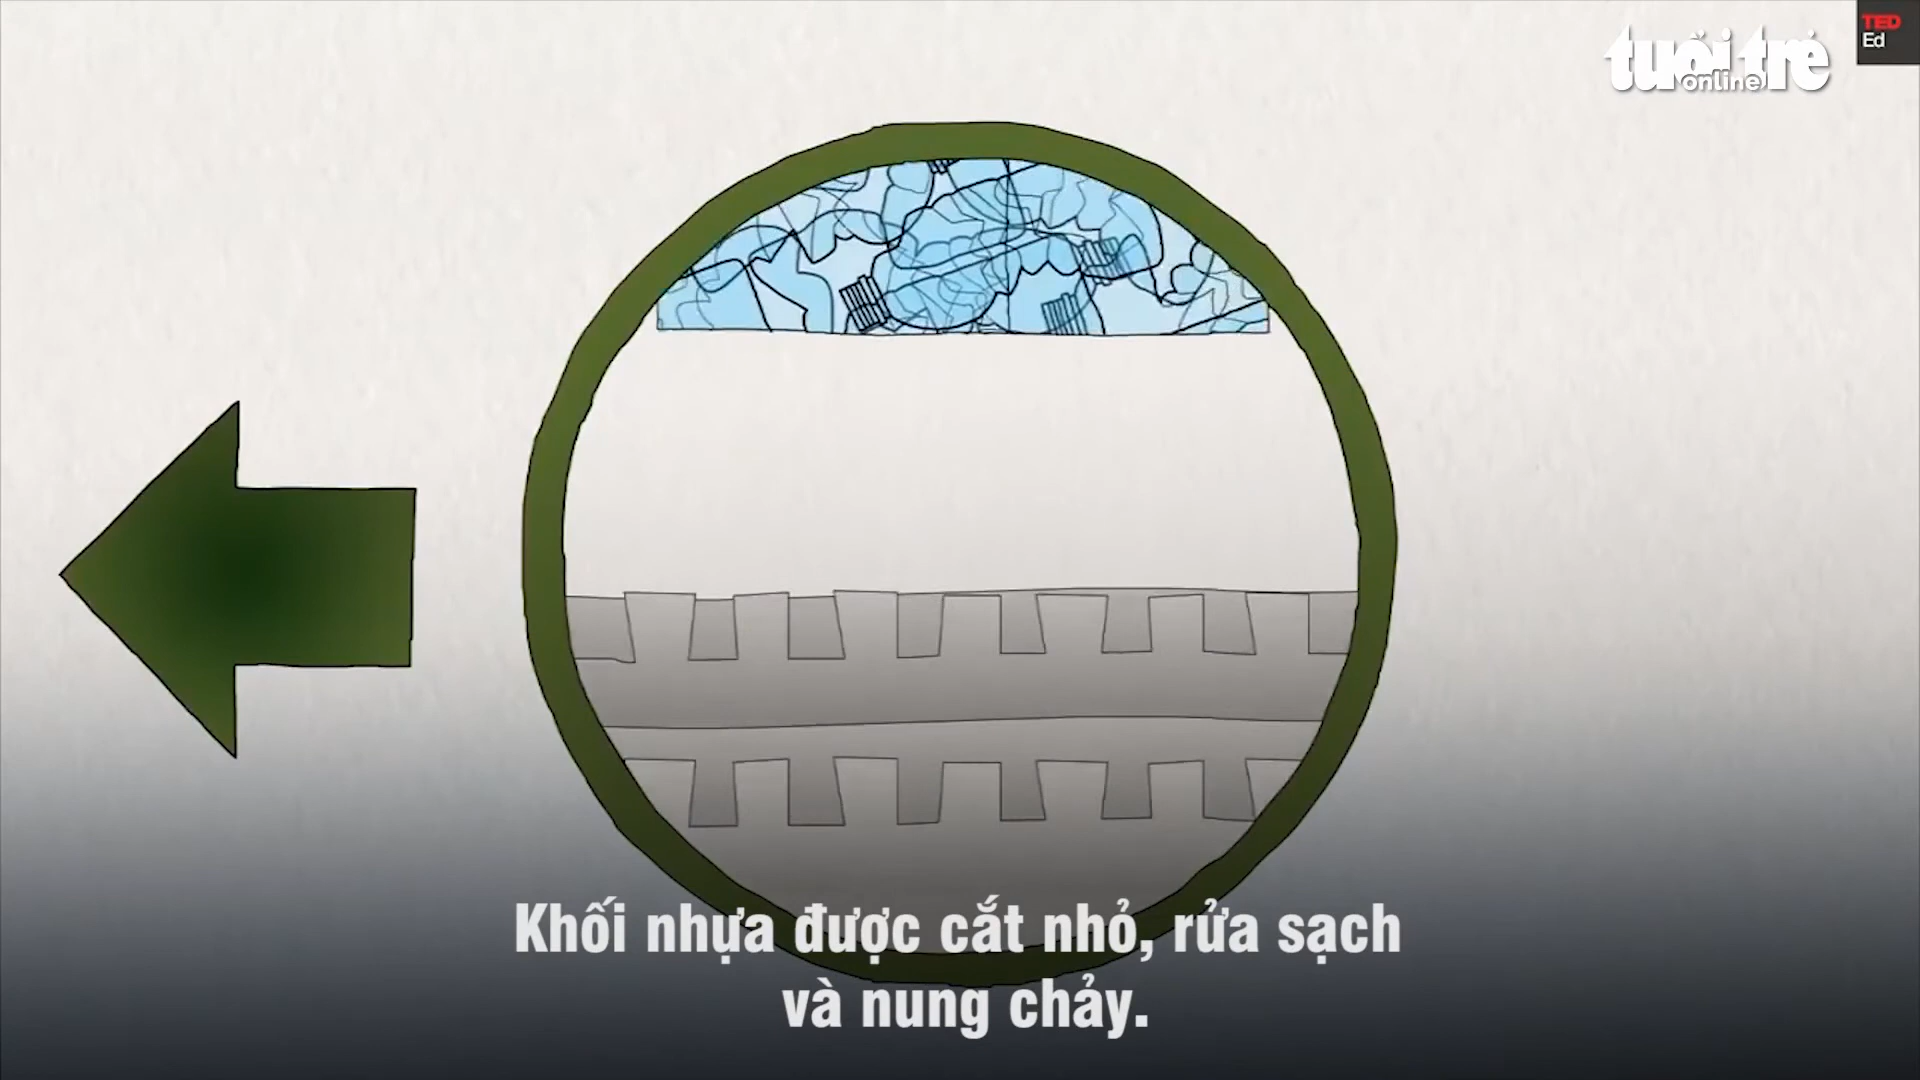 TED
Ed
tuổi trẻ
online
Khối nhựa được cắt nhỏ, rửa sạch
và nung chảy.